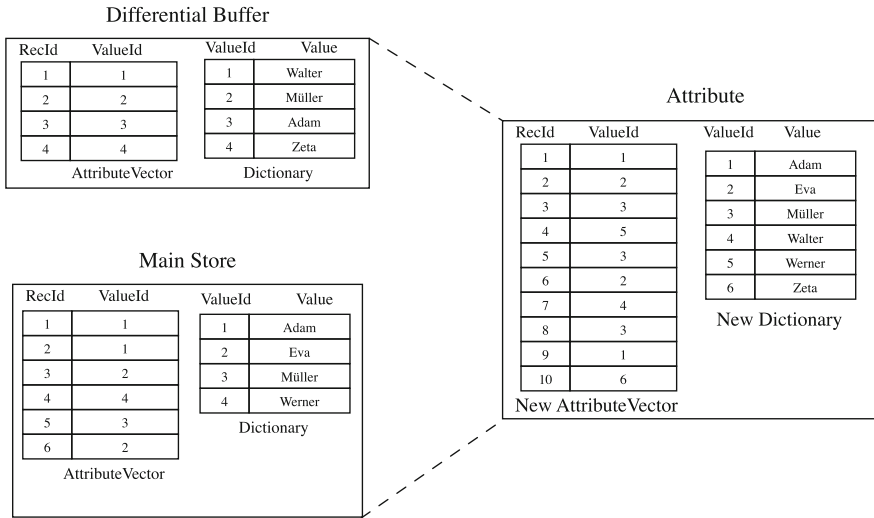 Differential Buffer
RecId ValueId
1 1
2 2
3 3
4 4
AttributeVector
ValueId Value
1 Walter
2 Müller
3 Adam
4 Zeta
Dictionary
Main Store
RecId ValueId
1 1
2 1
3 2
4 4
5 3
6 2
AttributeVector
ValueId Value
1 Adam
2 Eva
3 Müller
4 Werner
Dictionary
Attribute
RecId ValueId
1 1
2 2
3 3
4 5
5 3
6 2
7 4
8 3
9 1
10 6
New AttributeVector
ValueId Value
1 Adam
2 Eva
3 Müller
4 Walter
5 Werner
6 Zeta
New Dictionary